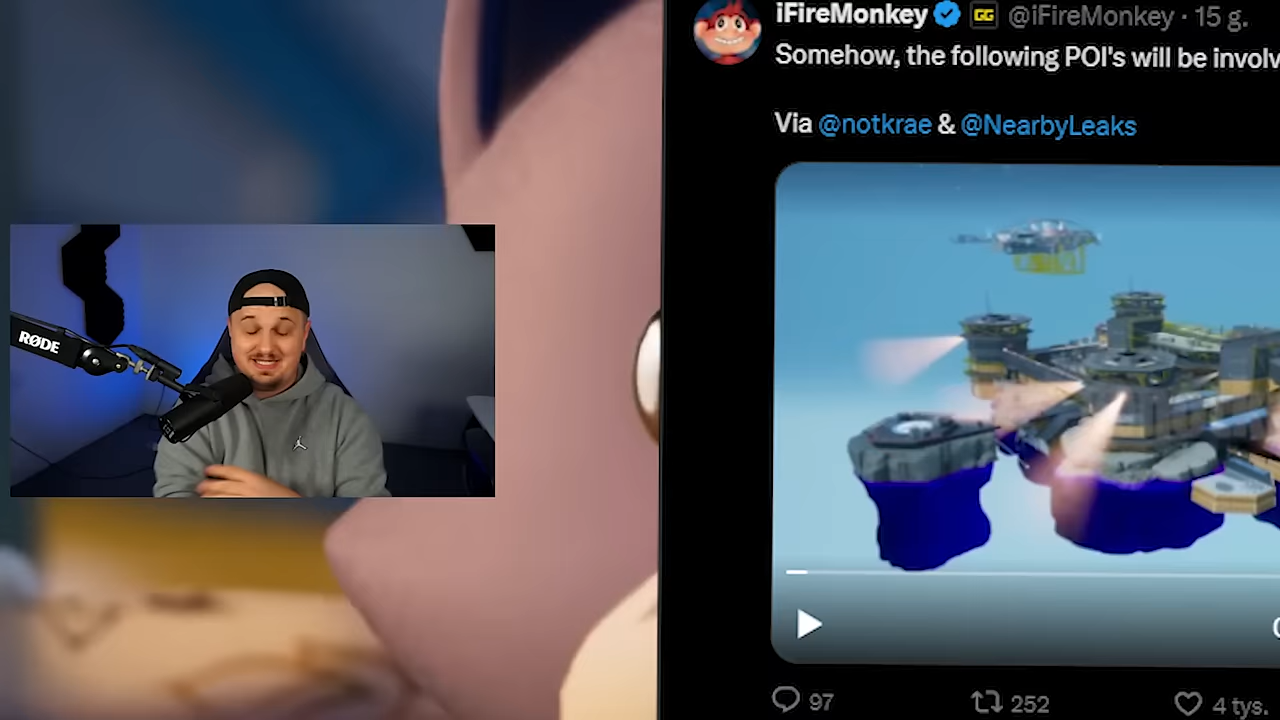 iFireMonkey GG @iFireMonkey · 15 g.
Somehow, the following POI's will be involv
Via @notkrae & @NearbyLeaks
RØDE
97 252 4 tys.